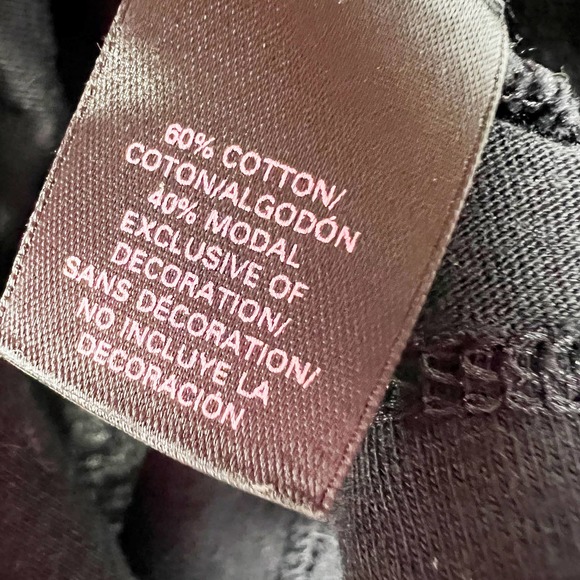 60% COTTON/
COTON/ALGODÓN
40% MODAL
EXCLUSIVE OF
DECORATION/
SANS DÉCORATION/
NO INCLUYE LA
DECORACIÓN